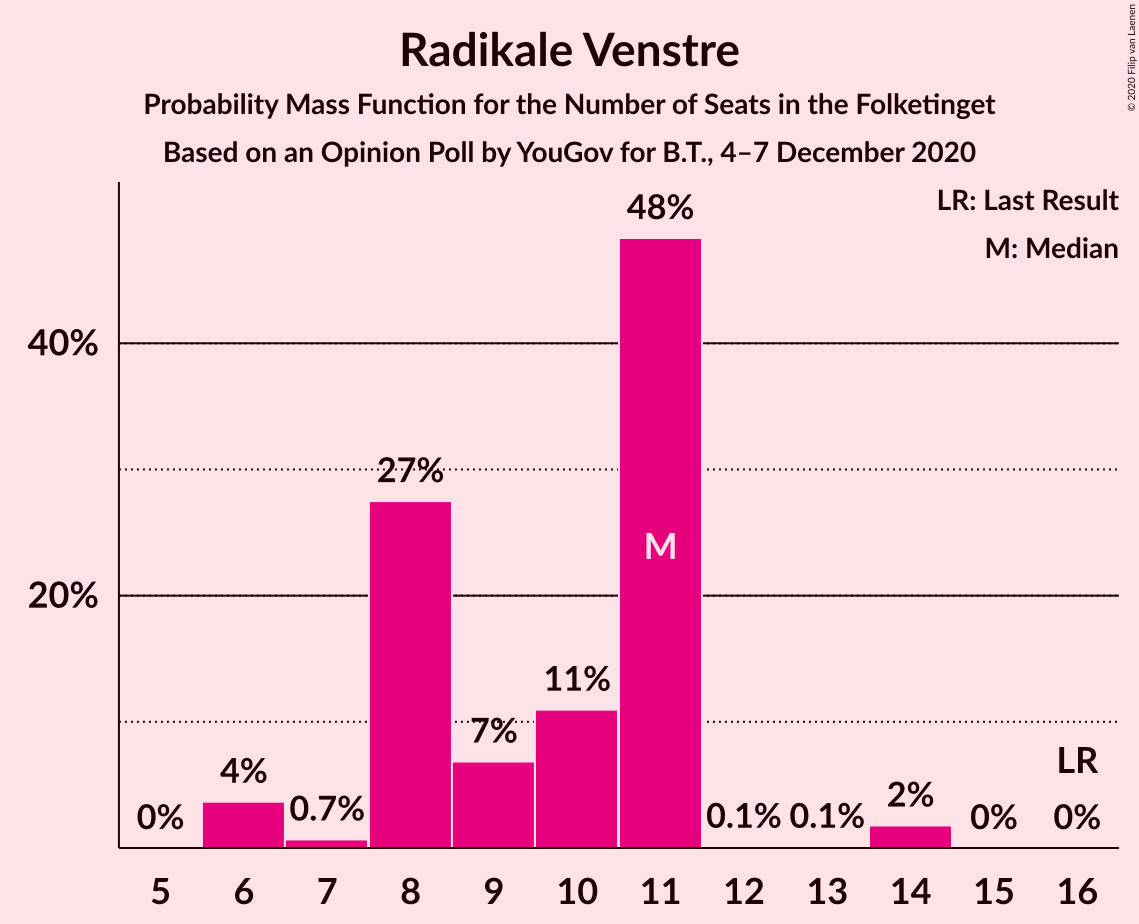 Radikale Venstre
Probability Mass Function for the Number of Seats in the Folketinget
Based on an Opinion Poll by YouGov for B.T., 4–7 December 2020
© 2020 Filip van Laenen
LR: Last Result
M: Median
40%
20%
0%
4%
0.7%
27%
7%
11%
48%
M
0.1%
0.1%
2%
0%
LR
0%
5 6 7 8 9 10 11 12 13 14 15 16